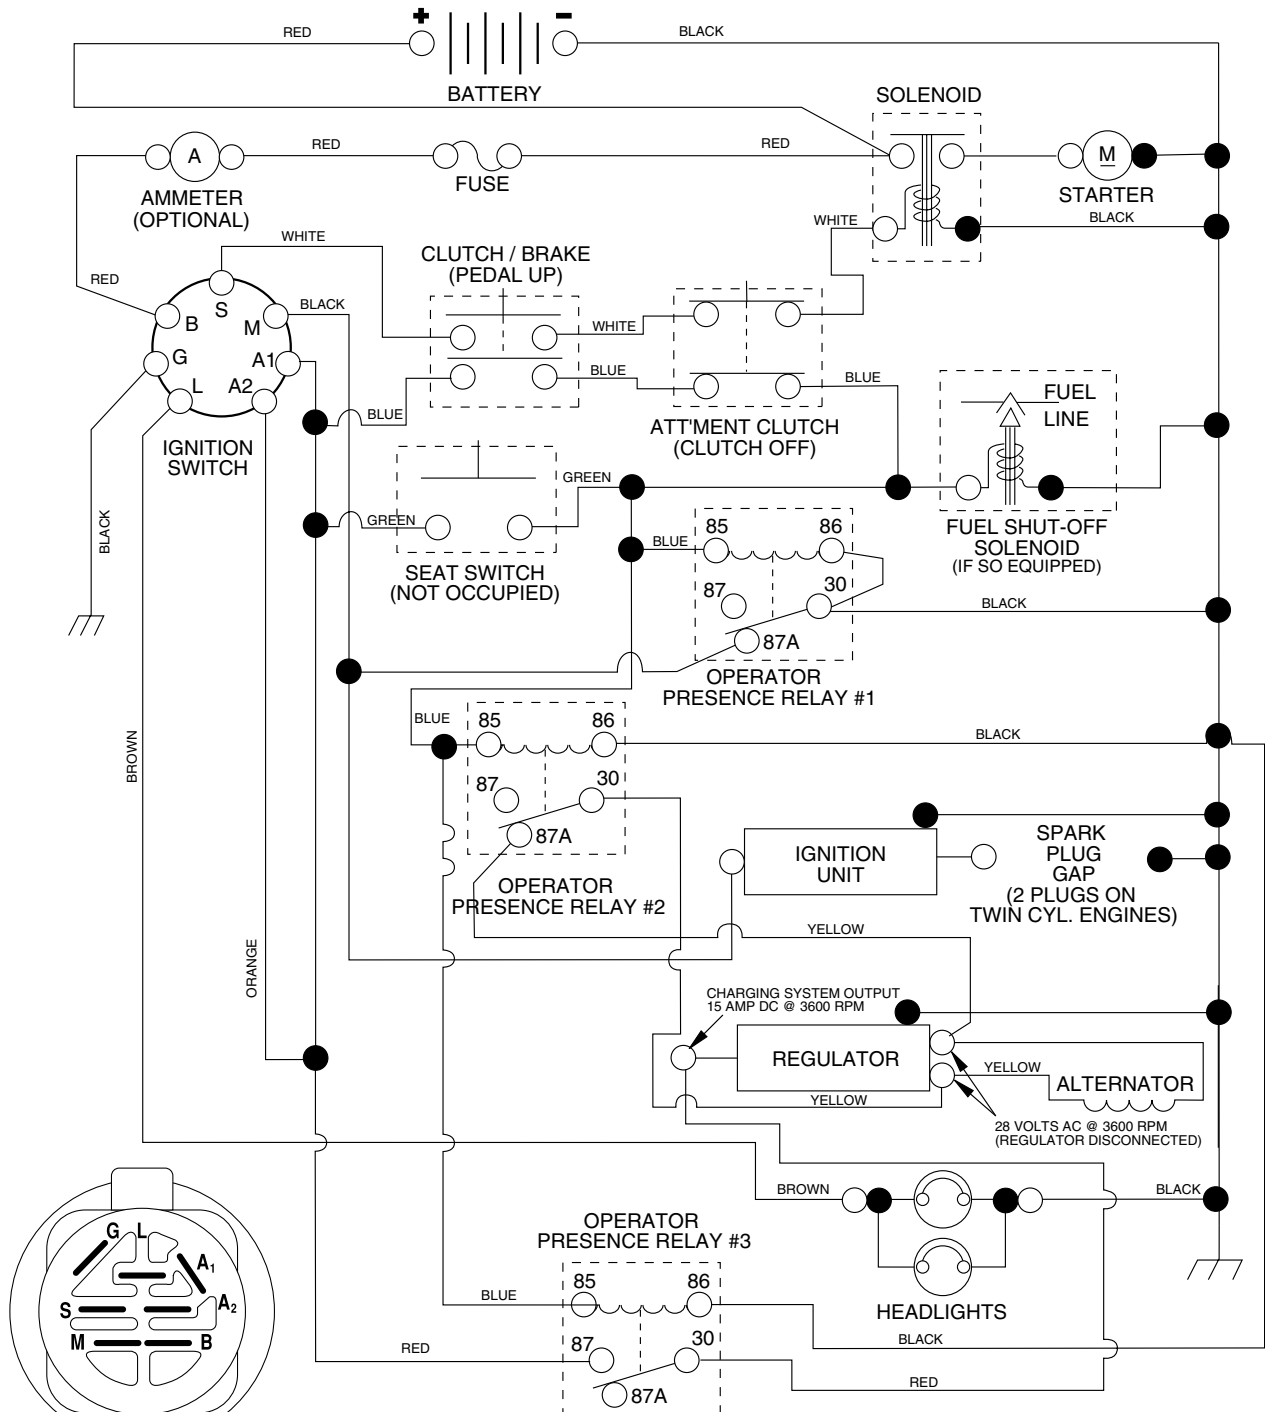 +
−
RED
BLACK
BATTERY
SOLENOID
RED
RED
A
FUSE
M
AMMETER
(OPTIONAL)
STARTER
WHITE
BLACK
WHITE
CLUTCH / BRAKE
(PEDAL UP)
RED
S
BLACK
B
M
WHITE
G
A1
L
A2
BLUE
BLUE
BLUE
FUEL
LINE
IGNITION
SWITCH
ATT'MENT CLUTCH
(CLUTCH OFF)
GREEN
GREEN
BLACK
85
86
BLUE
FUEL SHUT-OFF
SOLENOID
(IF SO EQUIPPED)
SEAT SWITCH
(NOT OCCUPIED)
87
30
BLACK
87A
OPERATOR
PRESENCE RELAY #1
BLUE
85
86
BLACK
BROWN
87
30
87A
IGNITION
UNIT
SPARK
PLUG
GAP
(2 PLUGS ON
TWIN CYL. ENGINES)
OPERATOR
PRESENCE RELAY #2
YELLOW
ORANGE
CHARGING SYSTEM OUTPUT
15 AMP DC @ 3600 RPM
REGULATOR
YELLOW
ALTERNATOR
YELLOW
28 VOLTS AC @ 3600 RPM
(REGULATOR DISCONNECTED)
BROWN
BLACK
OPERATOR
PRESENCE RELAY #3
G
L
A1
85
86
BLUE
HEADLIGHTS
S
A2
M
B
RED
87
30
BLACK
87A
RED